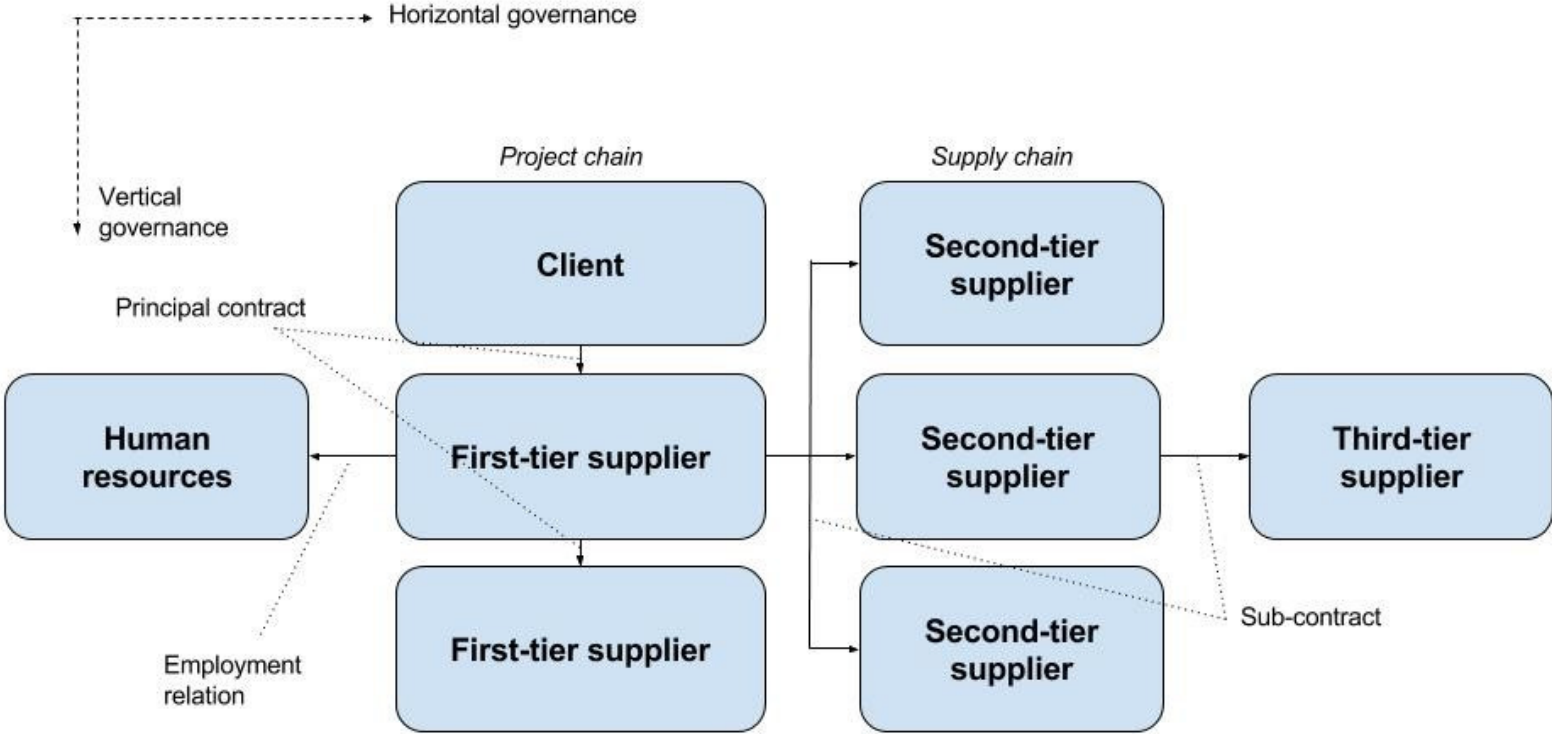 Horizontal governance
Vertical
governance
Project chain
Supply chain
Client
Second-tier
supplier
Principal contract
Human
resources
First-tier supplier
Second-tier
supplier
Third-tier
supplier
First-tier supplier
Second-tier
supplier
Sub-contract
Employment
relation